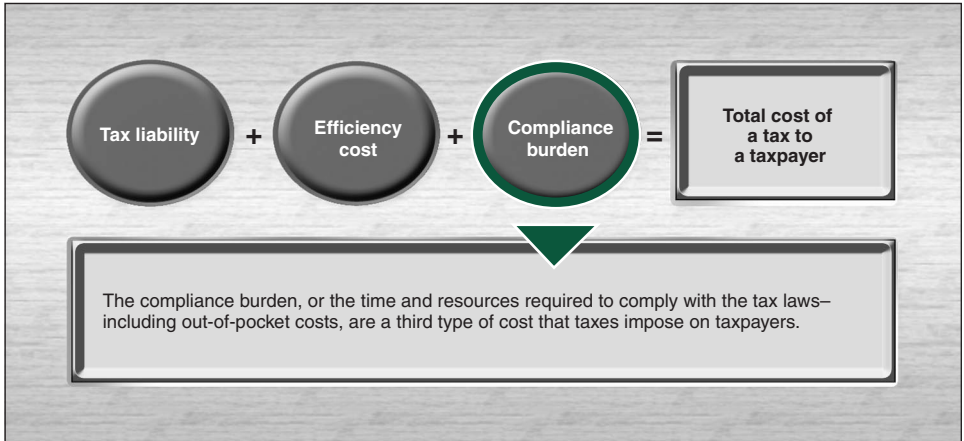 Tax liability
+
Efficiency
cost
+
Compliance
burden
=
Total cost of
a tax to
a taxpayer
The compliance burden, or the time and resources required to comply with the tax laws–
including out-of-pocket costs, are a third type of cost that taxes impose on taxpayers.